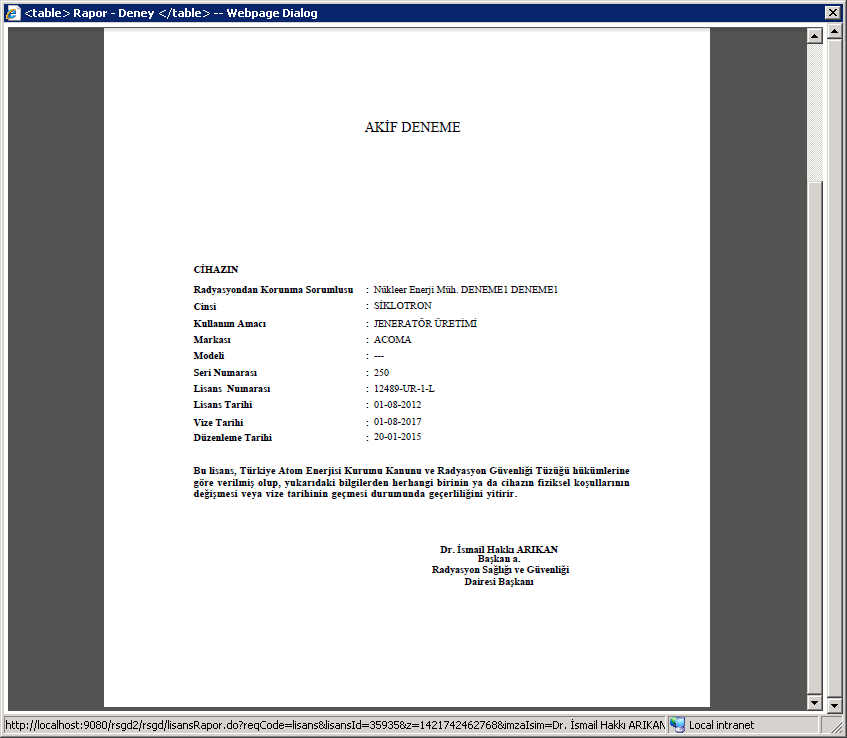 <table> Rapor - Deney </table> -- Webpage Dialog
AKİF DENEME
CİHAZIN
Radyasyondan Korunma Sorumlusu : Nükleer Enerji Müh. DENEME1 DENEME1
Cinsi : SİKLOTRON
Kullanım Amacı : JENERATÖR ÜRETİMİ
Markası : ACOMA
Modeli : ---
Seri Numarası : 250
Lisans Numarası : 12489-UR-1-L
Lisans Tarihi : 01-08-2012
Vize Tarihi : 01-08-2017
Düzenleme Tarihi : 20-01-2015
Bu lisans, Türkiye Atom Enerjisi Kurumu Kanunu ve Radyasyon Güvenliği Tüzüğü hükümlerine
göre verilmiş olup, yukarıdaki bilgilerden herhangi birinin ya da cihazın fiziksel koşullarının
değişmesi veya vize tarihinin geçmesi durumunda geçerliliğini yitirir.
Dr. İsmail Hakkı ARIKAN
Başkan a.
Radyasyon Sağlığı ve Güvenliği
Dairesi Başkanı
http://localhost:9080/rsgd2/rsgd/lisansRapor.do?reqCode=lisans&lisansId=35935&z=1421742462768&imzaIsim=Dr. İsmail Hakkı ARIKAN Local intranet